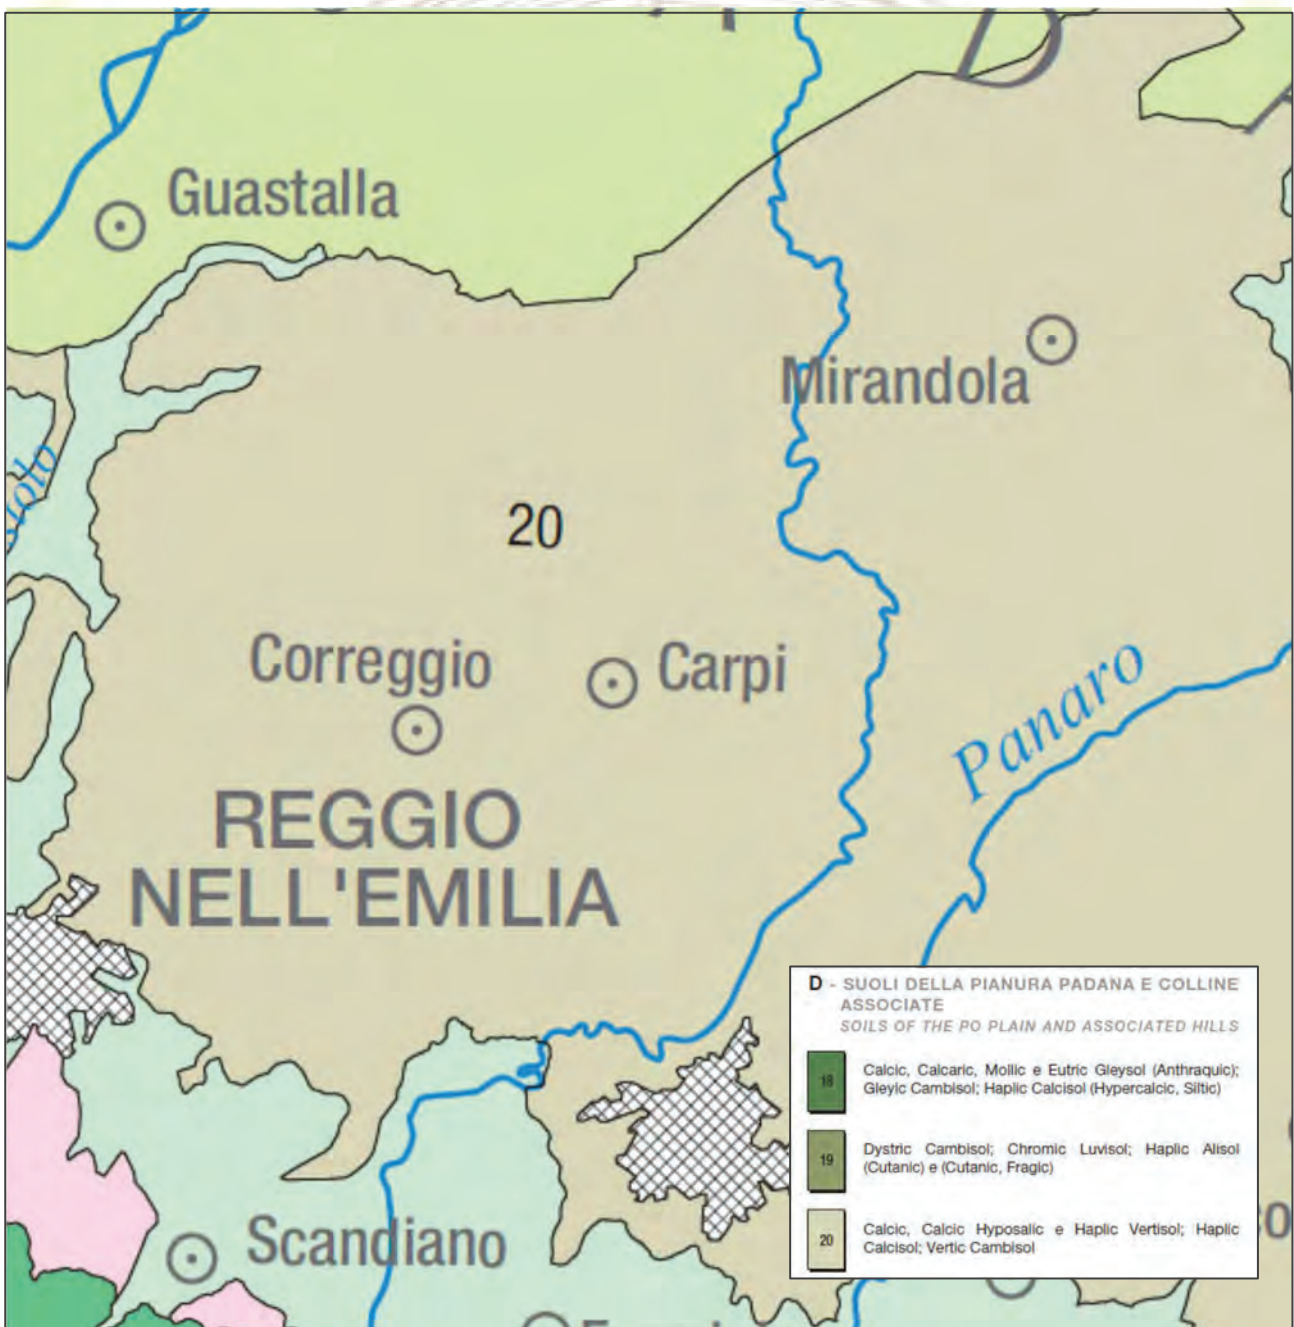 Guastalla
Mirandola
20
Correggio
Carpi
Panaro
REGGIO
NELL'EMILIA
Scandiano
D - SUOLI DELLA PIANURA PADANA E COLLINE
ASSOCIATE
SOILS OF THE PO PLAIN AND ASSOCIATED HILLS
18
Calcic, Calcaric, Mollic e Eutric Gleysol (Anthraquic);
Gleyic Cambisol; Haplic Calcisol (Hypercalcic, Siltic)
19
Dystric Cambisol; Chromic Luvisol; Haplic Alisol
(Cutanic) e (Cutanic, Fragic)
20
Calcic, Calcic Hyposalic e Haplic Vertisol; Haplic
Calcisol; Vertic Cambisol